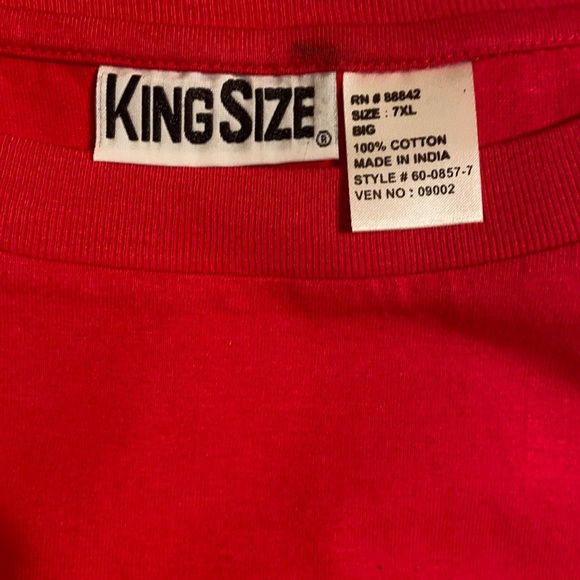 KINGSIZE®
RN # 88842
SIZE : 7XL
BIG
100% COTTON
MADE IN INDIA
STYLE # 60-0857-7
VEN NO : 09002